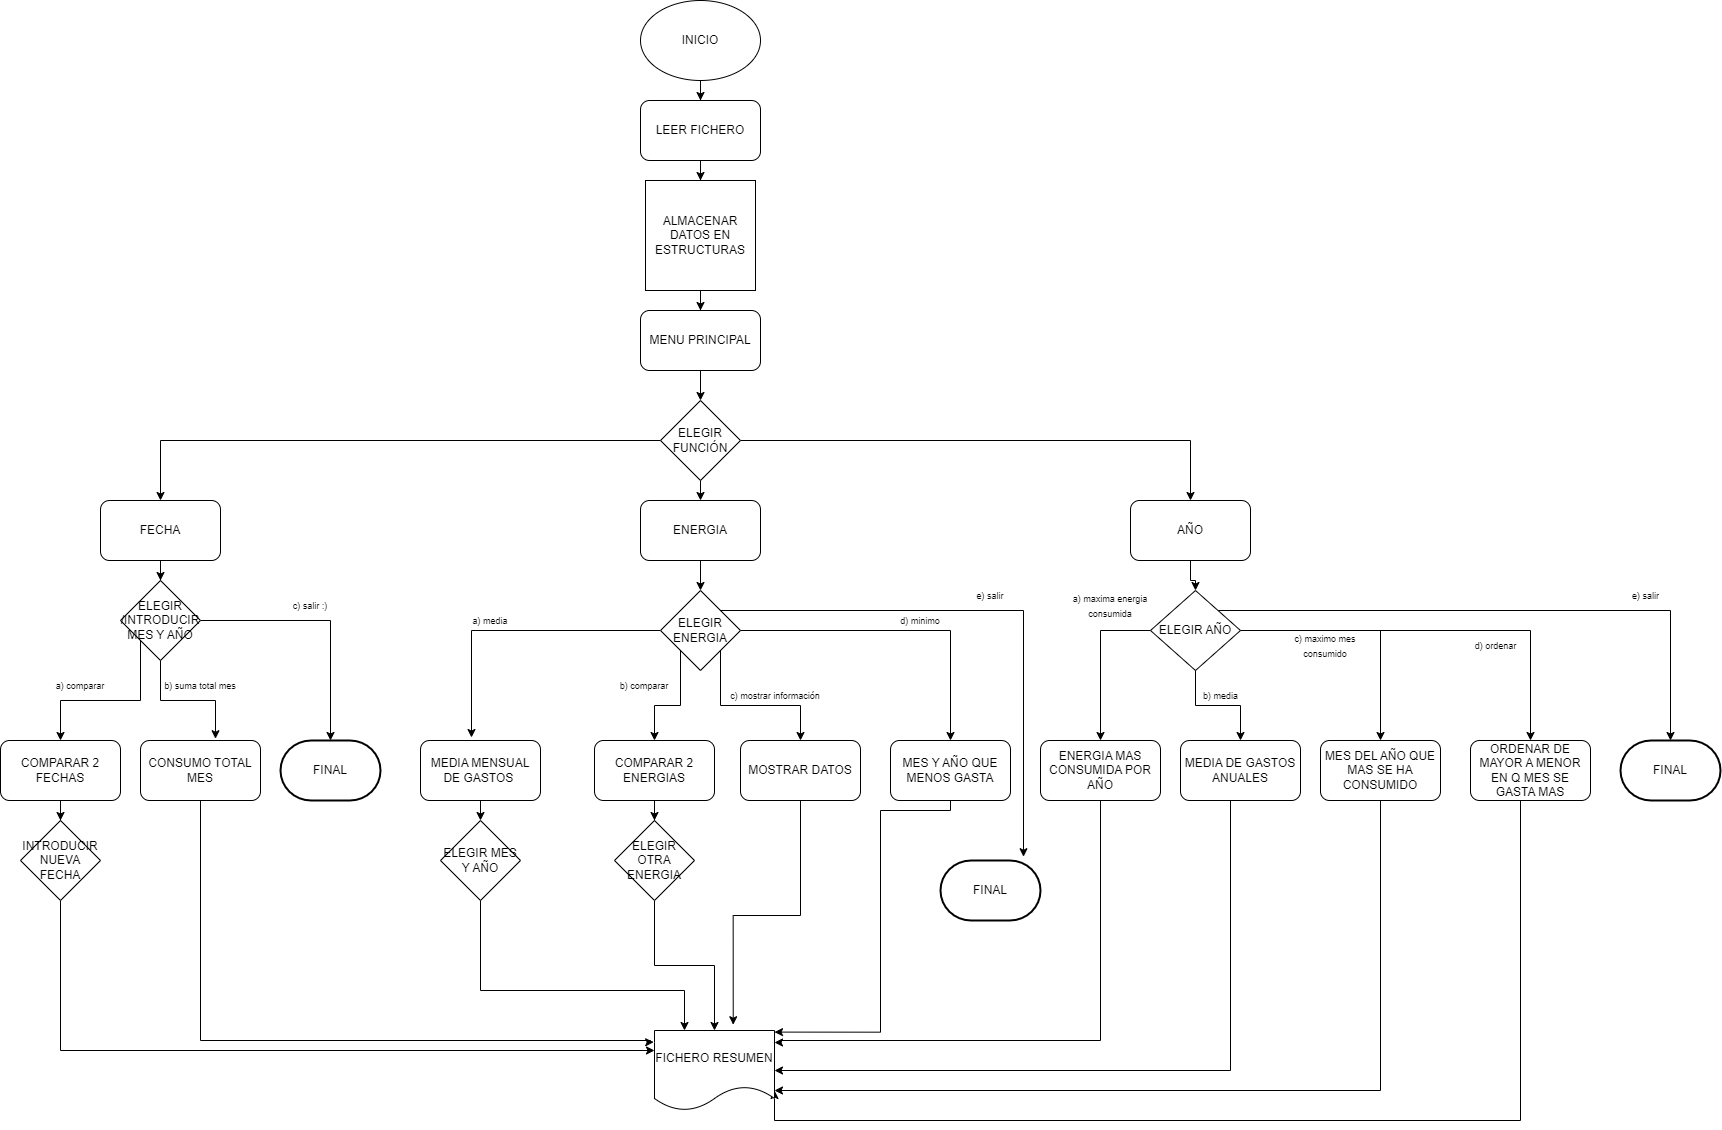 INICIO
LEER FICHERO
ALMACENAR
DATOS EN
ESTRUCTURAS
MENU PRINCIPAL
ELEGIR
FUNCIÓN
FECHA
ENERGIA
AÑO
ELEGIR
INTRODUCIR
MES Y AÑO
c) salir :)
a) comparar
b) suma total mes
ELEGIR
ENERGIA
a) media
b) comparar
c) mostrar información
d) minimo
e) salir
ELEGIR AÑO
a) maxima energia
consumida
b) media
c) maximo mes
consumido
d) ordenar
e) salir
COMPARAR 2
FECHAS
CONSUMO TOTAL
MES
FINAL
MEDIA MENSUAL
DE GASTOS
COMPARAR 2
ENERGIAS
MOSTRAR DATOS
MES Y AÑO QUE
MENOS GASTA
ENERGIA MAS
CONSUMIDA POR
AÑO
MEDIA DE GASTOS
ANUALES
MES DEL AÑO QUE
MAS SE HA
CONSUMIDO
ORDENAR DE
MAYOR A MENOR
EN Q MES SE
GASTA MAS
FINAL
INTRODUCIR
NUEVA
FECHA
ELEGIR MES
Y AÑO
ELEGIR
OTRA
ENERGIA
FINAL
FICHERO RESUMEN